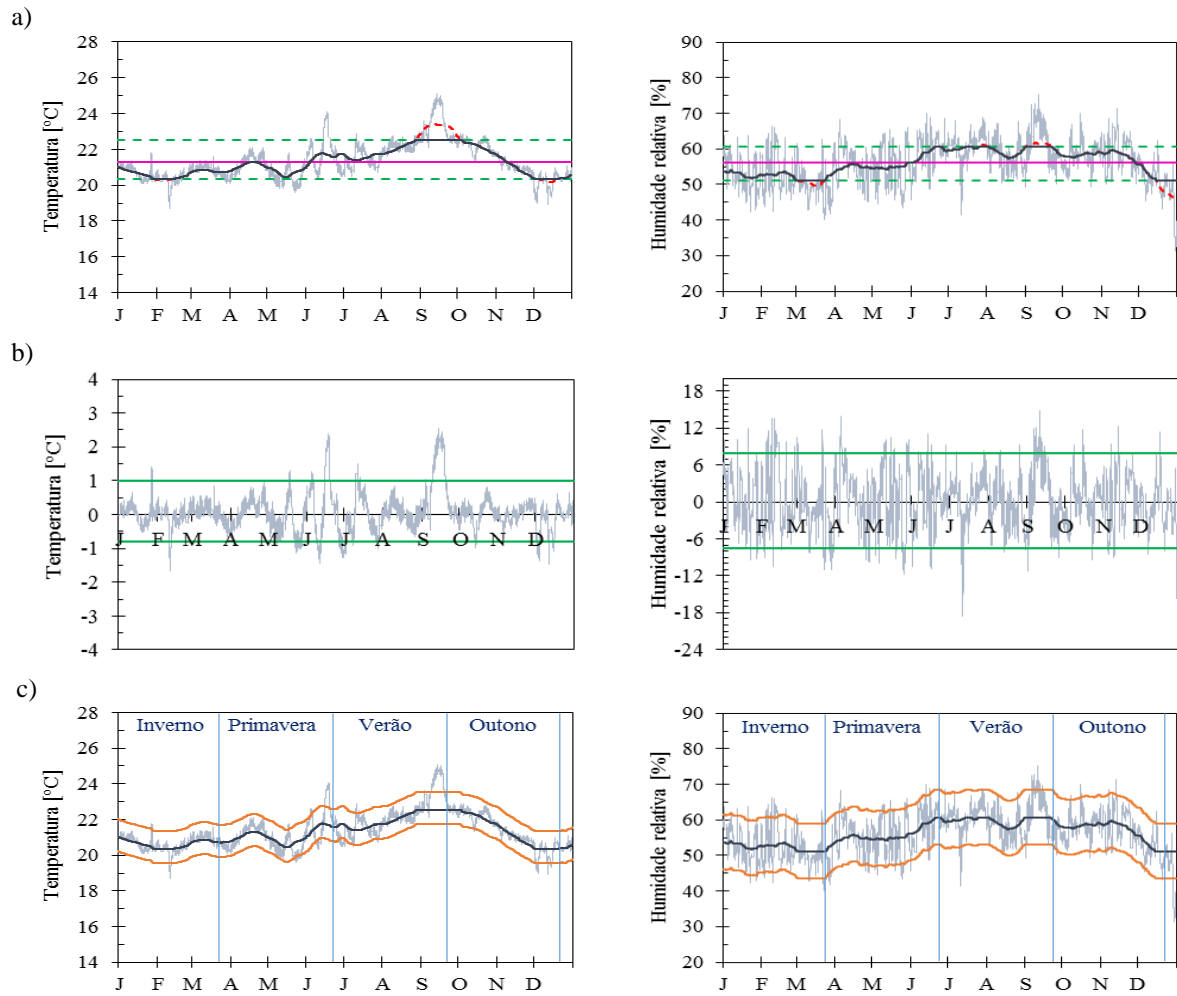 a)
Temperatura [ºC]
28
26
24
22
20
18
16
14
J F M A M J J A S O N D
Humidade relativa [%]
90
80
70
60
50
40
30
20
J F M A M J J A S O N D
b)
Temperatura [ºC]
4
3
2
1
0
-1
-2
-3
-4
J F M A M J J A S O N D
Humidade relativa [%]
18
12
6
0
-6
-12
-18
-24
J F M A M J J A S O N D
c)
Temperatura [ºC]
28
26
24
22
20
18
16
14
Inverno Primavera Verão Outono
J F M A M J J A S O N D
Humidade relativa [%]
90
80
70
60
50
40
30
20
Inverno Primavera Verão Outono
J F M A M J J A S O N D